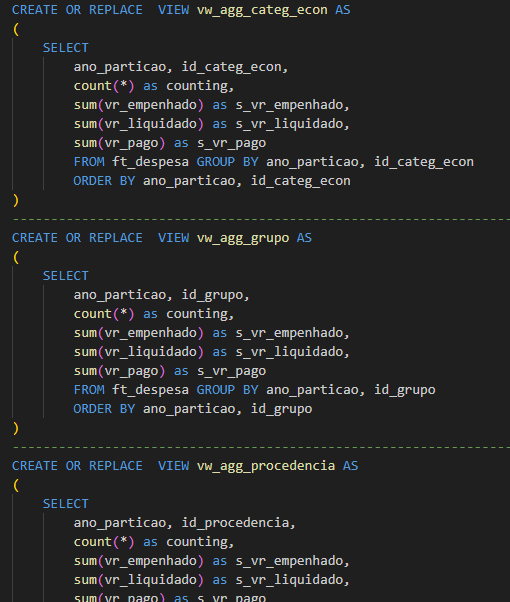 CREATE OR REPLACE  VIEW vw_agg_categ_econ AS
(
    SELECT
        ano_particao, id_categ_econ,
        count(*) as counting,
        sum(vr_empenhado) as s_vr_empenhado,
        sum(vr_liquidado) as s_vr_liquidado,
        sum(vr_pago) as s_vr_pago
        FROM ft_despesa GROUP BY ano_particao, id_categ_econ
        ORDER BY ano_particao, id_categ_econ
)
-----------------------------------------------------------------
CREATE OR REPLACE  VIEW vw_agg_grupo AS
(
    SELECT
        ano_particao, id_grupo,
        count(*) as counting,
        sum(vr_empenhado) as s_vr_empenhado,
        sum(vr_liquidado) as s_vr_liquidado,
        sum(vr_pago) as s_vr_pago
        FROM ft_despesa GROUP BY ano_particao, id_grupo
        ORDER BY ano_particao, id_grupo
)
-----------------------------------------------------------------
CREATE OR REPLACE  VIEW vw_agg_procedencia AS
(
    SELECT
        ano_particao, id_procedencia,
        count(*) as counting,
        sum(vr_empenhado) as s_vr_empenhado,
        sum(vr_liquidado) as s_vr_liquidado,
        sum(vr_pago) as s_vr_pago